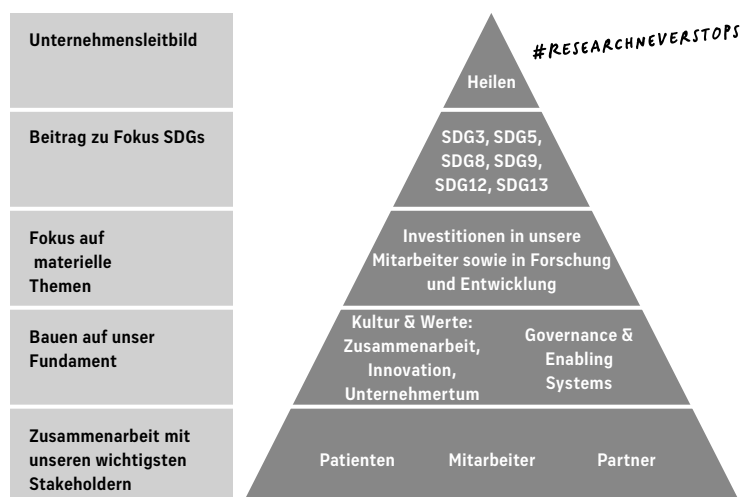 Unternehmensleitbild
#RESEARCHNEVERSTOPS
Heilen
Beitrag zu Fokus SDGs
SDG3, SDG5,
SDG8, SDG9,
SDG12, SDG13
Fokus auf
materielle
Themen
Investitionen in unsere
Mitarbeiter sowie in Forschung
und Entwicklung
Bauen auf unser
Fundament
Kultur & Werte:
Zusammenarbeit,
Innovation,
Unternehmertum
Governance &
Enabling
Systems
Zusammenarbeit mit
unseren wichtigsten
Stakeholdern
Patienten
Mitarbeiter
Partner